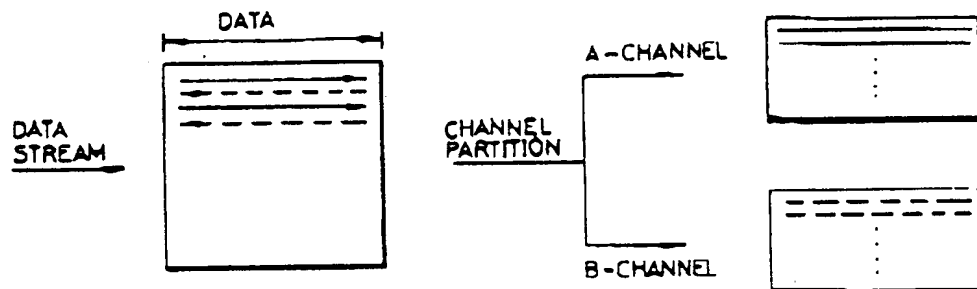 DATA
DATA
STREAM
CHANNEL
PARTITION
A-CHANNEL
B-CHANNEL